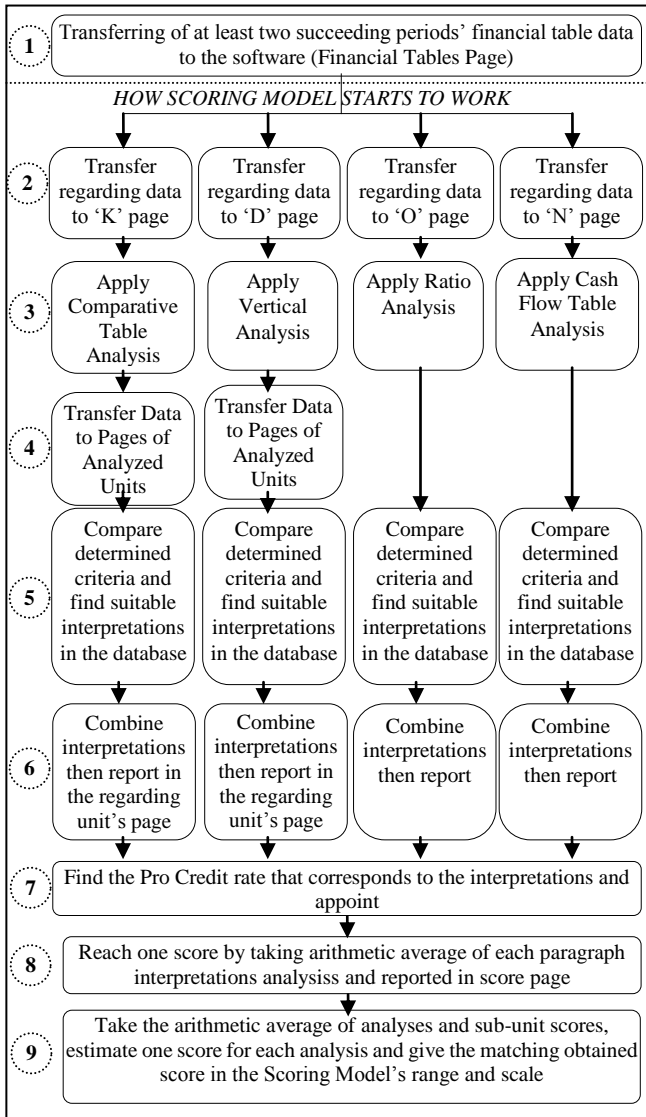 1
Transferring of at least two succeeding periods' financial table data
to the software (Financial Tables Page)
HOW SCORING MODEL STARTS TO WORK
2
Transfer
regarding data
to 'K' page
Transfer
regarding data
to 'D' page
Transfer
regarding data
to 'O' page
Transfer
regarding data
to 'N' page
3
Apply
Comparative
Table
Analysis
Apply
Vertical
Analysis
Apply Ratio
Analysis
Apply Cash
Flow Table
Analysis
4
Transfer Data
to Pages of
Analyzed
Units
Transfer Data
to Pages of
Analyzed
Units
5
Compare
determined
criteria and
find suitable
interpretations
in the database
Compare
determined
criteria and
find suitable
interpretations
in the database
Compare
determined
criteria and
find suitable
interpretations
in the database
Compare
determined
criteria and
find suitable
interpretations
in the database
6
Combine
interpretations
then report in
the regarding
unit's page
Combine
interpretations
then report in
the regarding
unit's page
Combine
interpretations
then report
Combine
interpretations
then report
7
Find the Pro Credit rate that corresponds to the interpretations and
appoint
8
Reach one score by taking arithmetic average of each paragraph
interpretations analysiss and reported in score page
9
Take the arithmetic average of analyses and sub-unit scores,
estimate one score for each analysis and give the matching obtained
score in the Scoring Model's range and scale